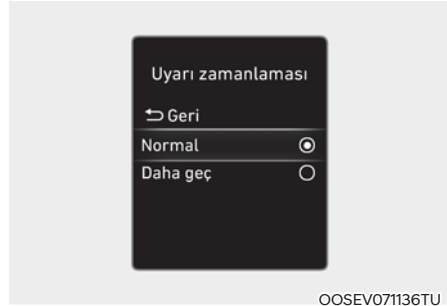 Uyarı zamanlaması
Geri
Normal
Daha geç
OOSEV071136TU